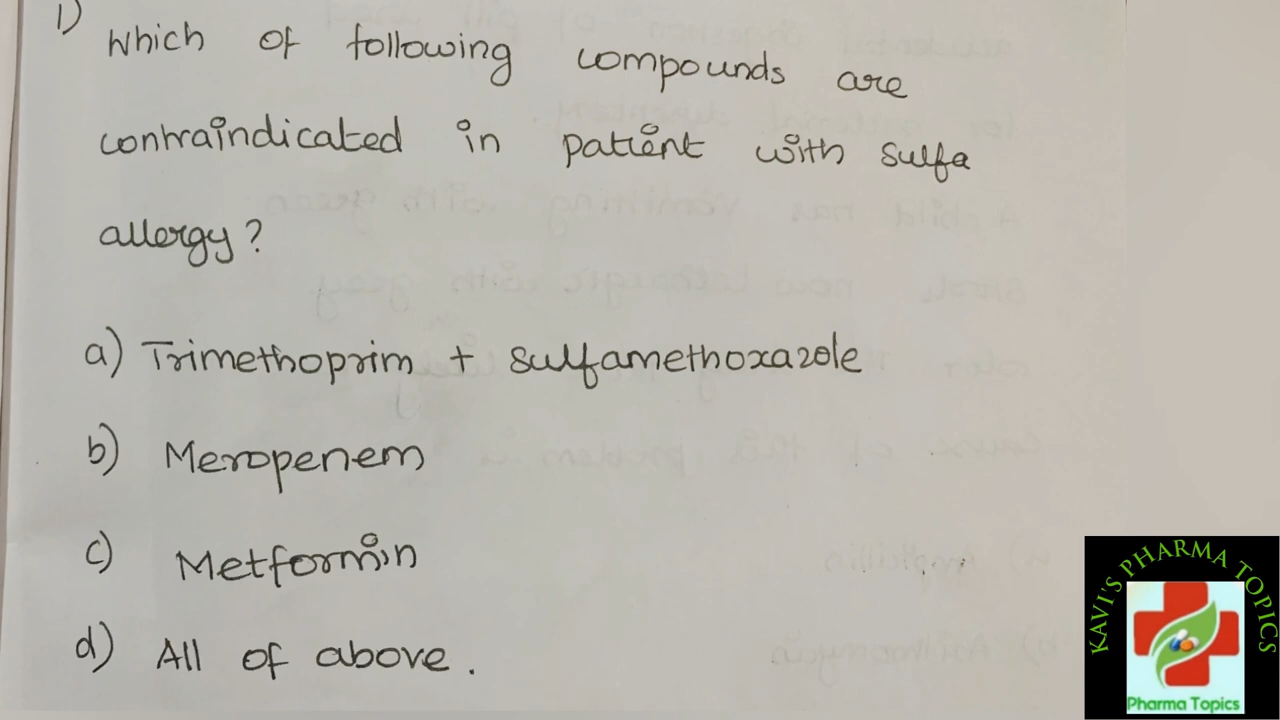 1) Which of following compounds are
contraindicated in patient with sulfa
allergy?
a) Trimethoprim + sulfamethoxazole
b) Meropenem
c) Metformin
d) All of above.
KAVI'S PHARMA TOPICS
Pharma Topics